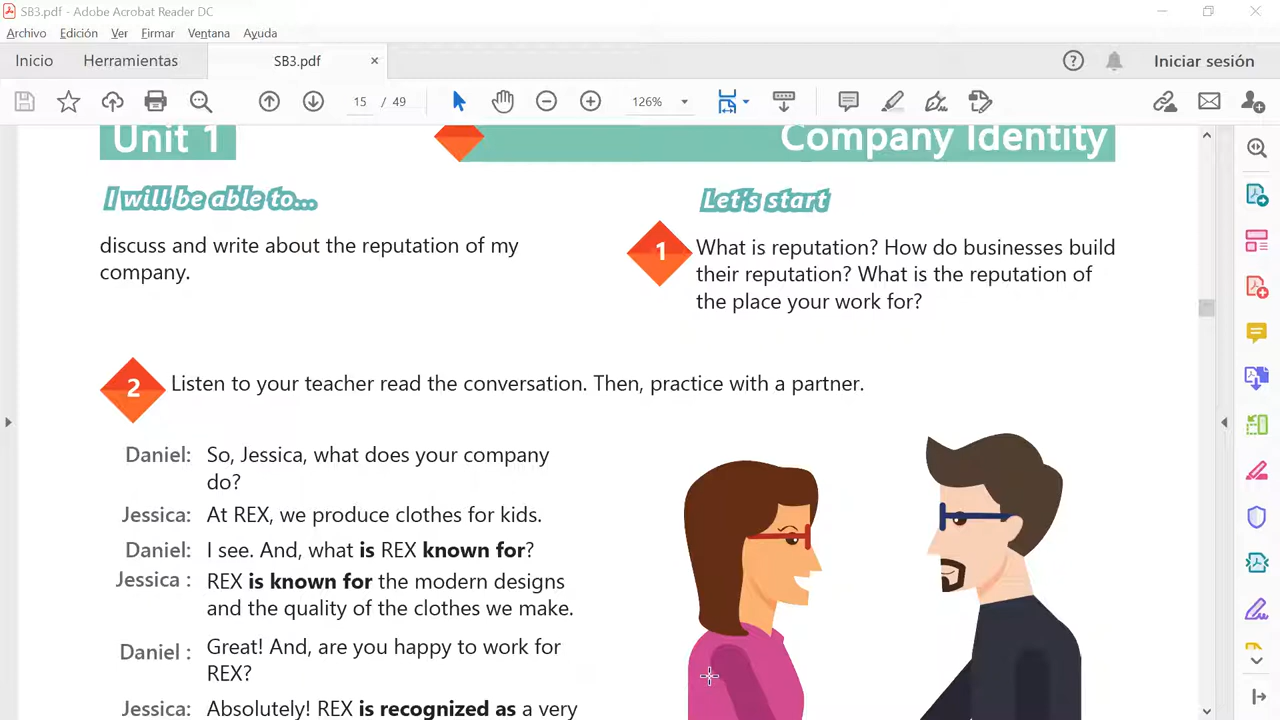 SB3.pdf - Adobe Acrobat Reader DC
Archivo Edición Ver Firmar Ventana Ayuda
Inicio Herramientas SB3.pdf × Iniciar sesión
15 / 49 126%
Unit 1 Company Identity
I will be able to...
discuss and write about the reputation of my
company.
Let's start
1 What is reputation? How do businesses build
their reputation? What is the reputation of
the place your work for?
2 Listen to your teacher read the conversation. Then, practice with a partner.
Daniel: So, Jessica, what does your company
do?
Jessica: At REX, we produce clothes for kids.
Daniel: I see. And, what is REX known for?
Jessica : REX is known for the modern designs
and the quality of the clothes we make.
Daniel : Great! And, are you happy to work for
REX?
Jessica: Absolutely! REX is recognized as a very